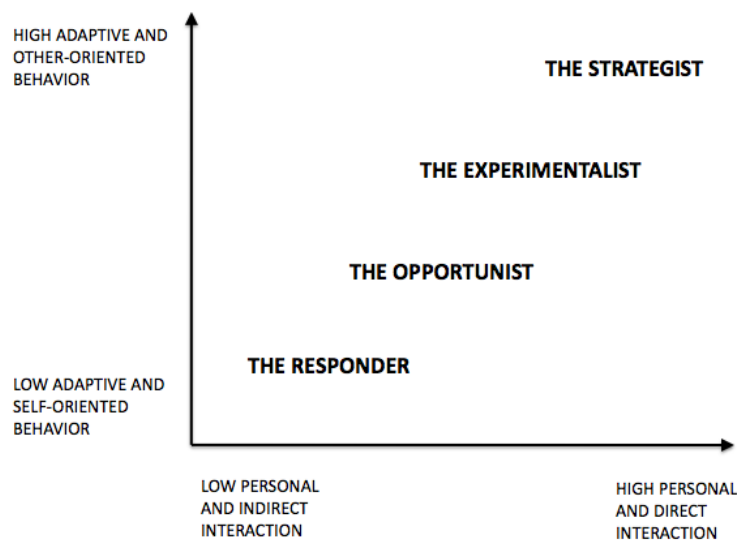 HIGH ADAPTIVE AND
OTHER-ORIENTED
BEHAVIOR
THE STRATEGIST
THE EXPERIMENTALIST
THE OPPORTUNIST
THE RESPONDER
LOW ADAPTIVE AND
SELF-ORIENTED
BEHAVIOR
LOW PERSONAL
AND INDIRECT
INTERACTION
HIGH PERSONAL
AND DIRECT
INTERACTION